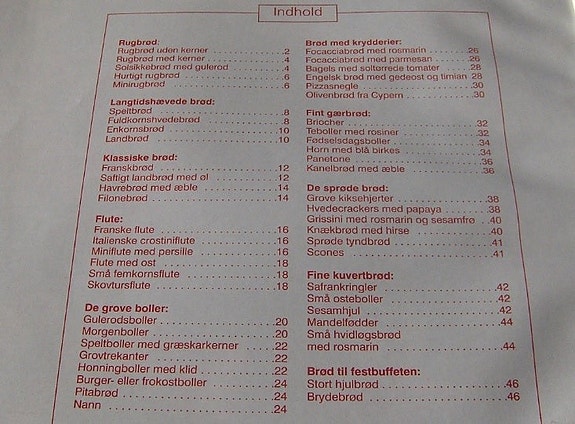 Indhold
Rugbrød:
Rugbrød uden kerner .2
Rugbrød med kerner .4
Solsikkebrød med gulerod .4
Hurtigt rugbrød .6
Minirugbrød .6
Langtidshævede brød:
Speltbrød .8
Fuldkornshvedebrød .8
Enkornsbrød .10
Landbrød .10
Klassiske brød:
Franskbrød .12
Saftigt landbrød med øl .12
Havrebrød med æble .14
Filonebrød .14
Flute:
Franske flute .16
Italienske crostiniflute .16
Miniflute med persille .16
Flute med ost .18
Små femkornsflute .18
Skovtursflute .18
De grove boller:
Gulerodsboller .20
Morgenboller .20
Speltboller med græskarkerner .22
Grovtrekanter .22
Honningboller med klid .22
Burger- eller frokostboller .24
Pitabrød .24
Nann .24
Brød med krydderier:
Focacciabrød med rosmarin .26
Focacciabrød med parmesan .26
Bagels med soltørrede tomater .28
Engelsk brød med gedeost og timian 28
Pizzasnegle .30
Olivenbrød fra Cypern .30
Fint gærbrød:
Briocher .32
Teboller med rosiner .32
Fødselsdagsboller .34
Horn med blå birkes .34
Panetone .36
Kanelbrød med æble .36
De sprøde brød:
Grove kiksehjerter .38
Hvedecrackers med papaya .38
Grissini med rosmarin og sesamfrø .40
Knækbrød med hirse .40
Sprøde tyndbrød .41
Scones .41
Fine kuvertbrød:
Safrankringler .42
Små osteboller .42
Sesamhjul .42
Mandelfødder .44
Små hvidløgsbrød
med rosmarin .44
Brød til festbuffeten:
Stort hjulbrød .46
Brydebrød .46